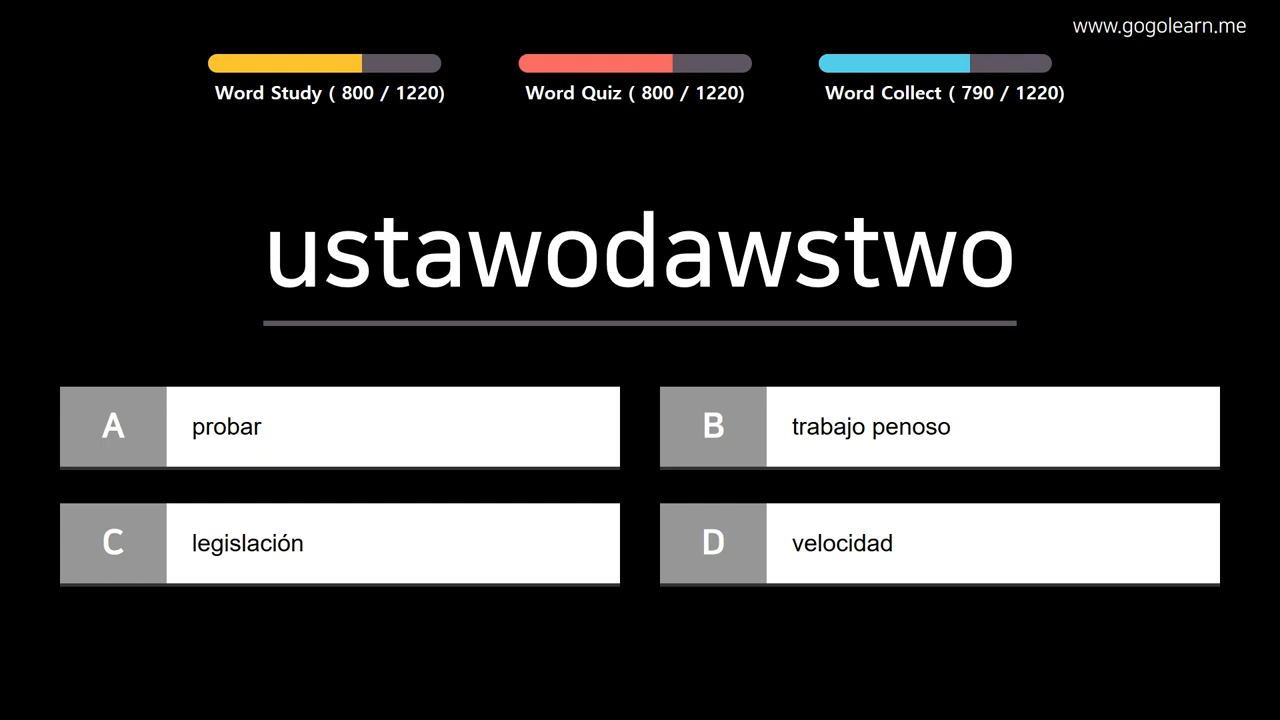 www.gogolearn.me
Word Study ( 800 / 1220)
Word Quiz ( 800 / 1220)
Word Collect ( 790 / 1220)
ustawodawstwo
A probar
B trabajo penoso
C legislación
D velocidad